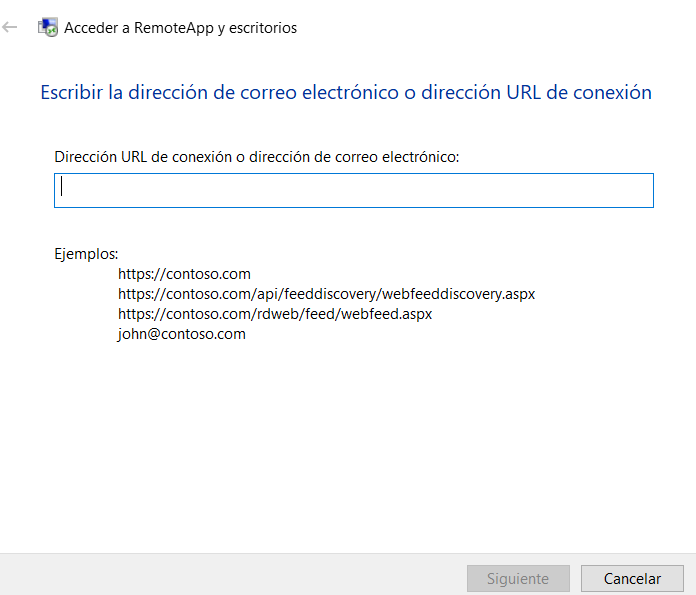 Acceder a RemoteApp y escritorios
Escribir la dirección de correo electrónico o dirección URL de conexión
Dirección URL de conexión o dirección de correo electrónico:
Ejemplos:
https://contoso.com
https://contoso.com/api/feeddiscovery/webfeeddiscovery.aspx
https://contoso.com/rdweb/feed/webfeed.aspx
john@contoso.com
Siguiente
Cancelar